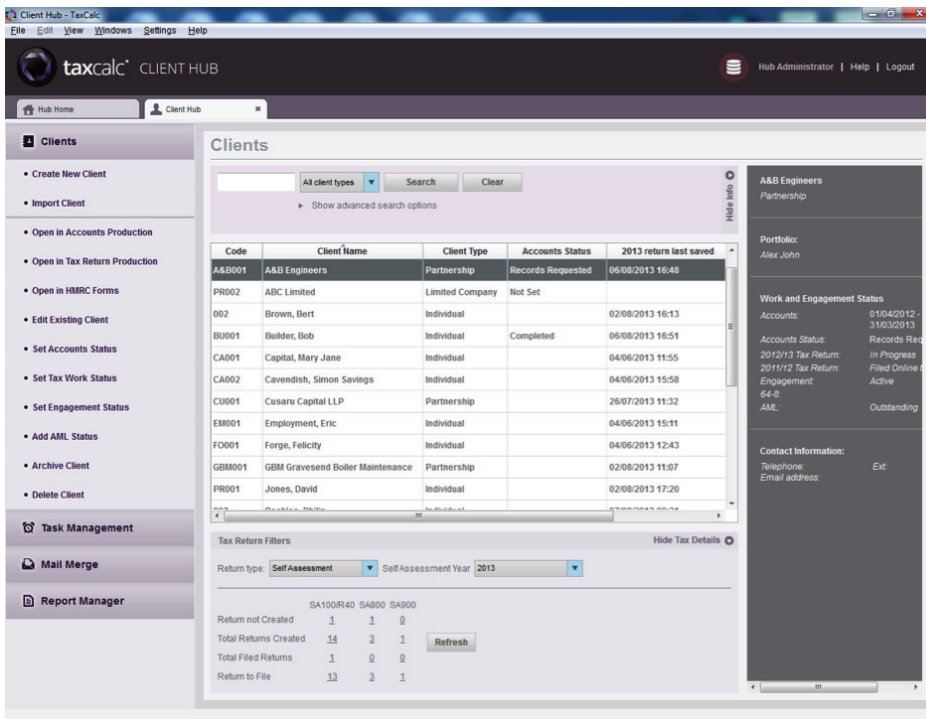 Client Hub - TaxCalc
File Edit View Windows Settings Help
taxcalc CLIENT HUB
Hub Administrator | Help | Logout
Hub Home
Client Hub
Clients
• Create New Client
• Import Client
• Open in Accounts Production
• Open in Tax Return Production
• Open in HMRC Forms
• Edit Existing Client
• Set Accounts Status
• Set Tax Work Status
• Set Engagement Status
• Add AML Status
• Archive Client
• Delete Client
Task Management
Mail Merge
Report Manager
Clients
All client types Search Clear
Show advanced search options
Hide Info
Code Client Name Client Type Accounts Status 2013 return last saved
A&B001 A&B Engineers Partnership Records Requested 06/08/2013 16:48
PR002 ABC Limited Limited Company Not Set
002 Brown, Bert Individual 02/08/2013 16:13
BU001 Builder, Bob Individual Completed 06/08/2013 16:51
CA001 Capital, Mary Jane Individual 04/06/2013 11:55
CA002 Cavendish, Simon Savings Individual 04/06/2013 15:58
CU001 Cusaru Capital LLP Partnership 26/07/2013 11:32
EM001 Employment, Eric Individual 04/06/2013 15:11
FO001 Forge, Felicity Individual 04/06/2013 12:43
GBM001 GBM Gravesend Boiler Maintenance Partnership 02/08/2013 11:07
PR001 Jones, David Individual 02/08/2013 17:20
Tax Return Filters Hide Tax Details
Return type: Self Assessment Self Assessment Year 2013
SA100/R40 SA800 SA900
Return not Created 1 1 0
Total Returns Created 14 3 1
Refresh
Total Filed Returns 1 0 0
Return to File 13 3 1
A&B Engineers
Partnership
Portfolio:
Alex John
Work and Engagement Status
Accounts: 01/04/2012 -
31/03/2013
Accounts Status: Records Req
2012/13 Tax Return: In Progress
2011/12 Tax Return: Filed Online
Engagement: Active
64-8:
AML: Outstanding
Contact Information:
Telephone: Ext:
Email address: